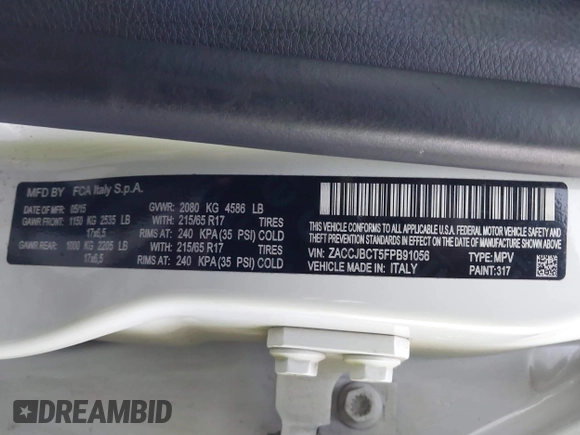 MFD BY FCA Italy S.p.A.
DATE OF MFR: 05/15 GVWR: 2080 KG 4586 LB
GAWR FRONT: 1150 KG 2535 LB WITH 215/65 R17 TIRES
17x6,5 RIMS AT: 240 KPA(35 PSI) COLD
GAWR REAR: 1000 KG 2205 LB WITH 215/65 R17 TIRES
17x6,5 RIMS AT: 240 KPA(35 PSI) COLD
THIS VEHICLE CONFORMS TO ALL APPLICABLE
U.S.A. FEDERAL MOTOR VEHICLE SAFETY AND
THEFT PREVENTION STANDARDS IN EFFECT ON THE
DATE OF MANUFACTURE SHOWN ABOVE.
VIN: ZACCJBCT5FPB91056 TYPE: MPV
VEHICLE MADE IN: ITALY PAINT: 317
DREAMBID